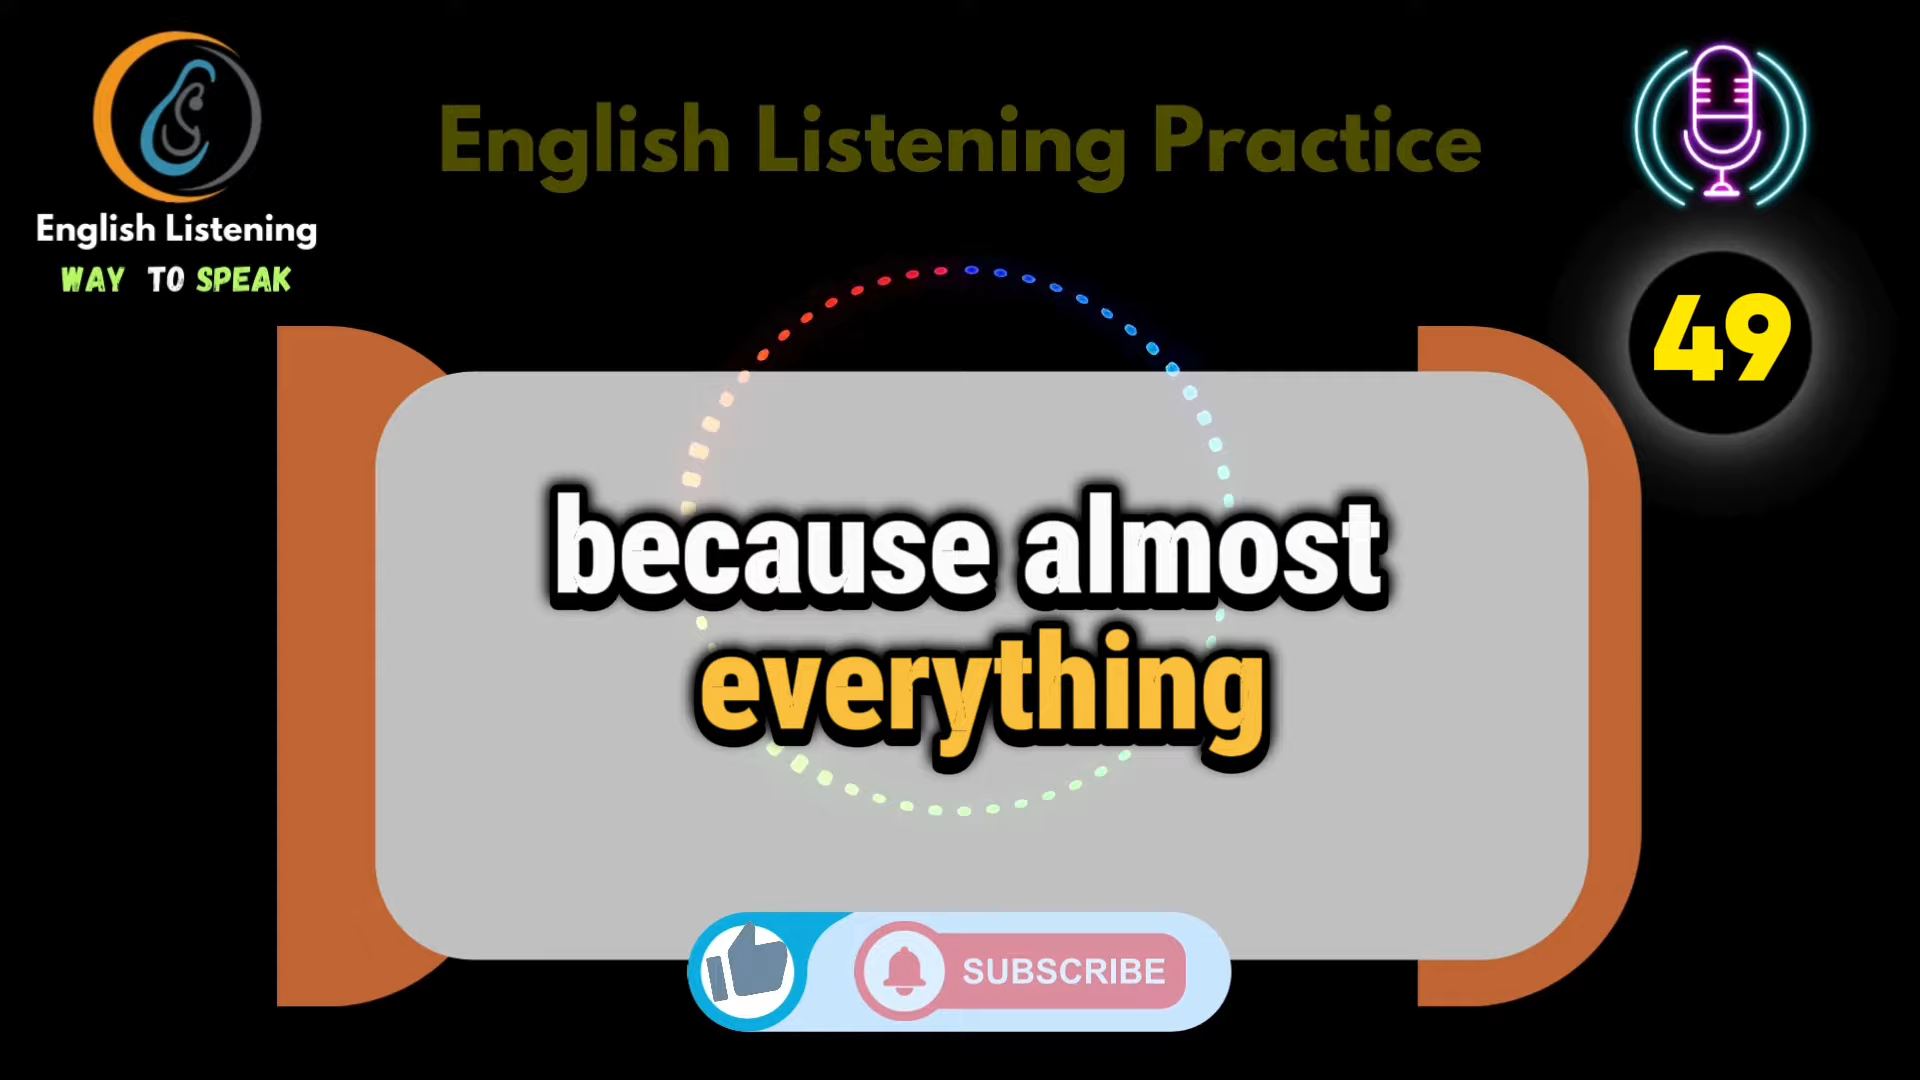 English Listening Practice
English Listening
WAY TO SPEAK
49
because almost
everything
SUBSCRIBE